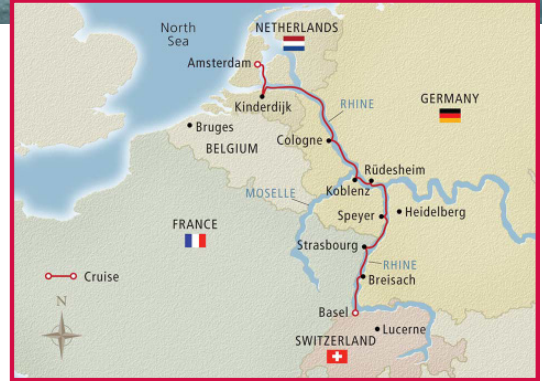 North
Sea
NETHERLANDS
Amsterdam
Kinderdijk
RHINE
GERMANY
Bruges
BELGIUM
Cologne
Rüdesheim
Koblenz
MOSELLE
Speyer
Heidelberg
FRANCE
Strasbourg
RHINE
Cruise
Breisach
N
Basel
Lucerne
SWITZERLAND